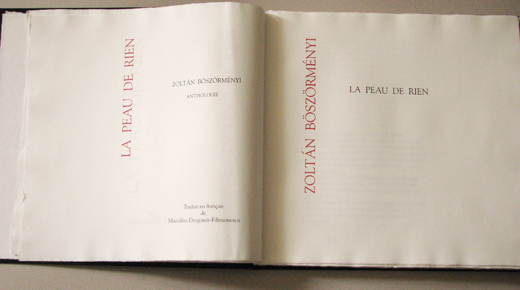 LA PEAU DE RIEN
ZOLTÁN BÖSZÖRMÉNYI
ANTHOLOGIE
Traduit en français
de
ZOLTÁN BÖSZÖRMÉNYI
LA PEAU DE RIEN